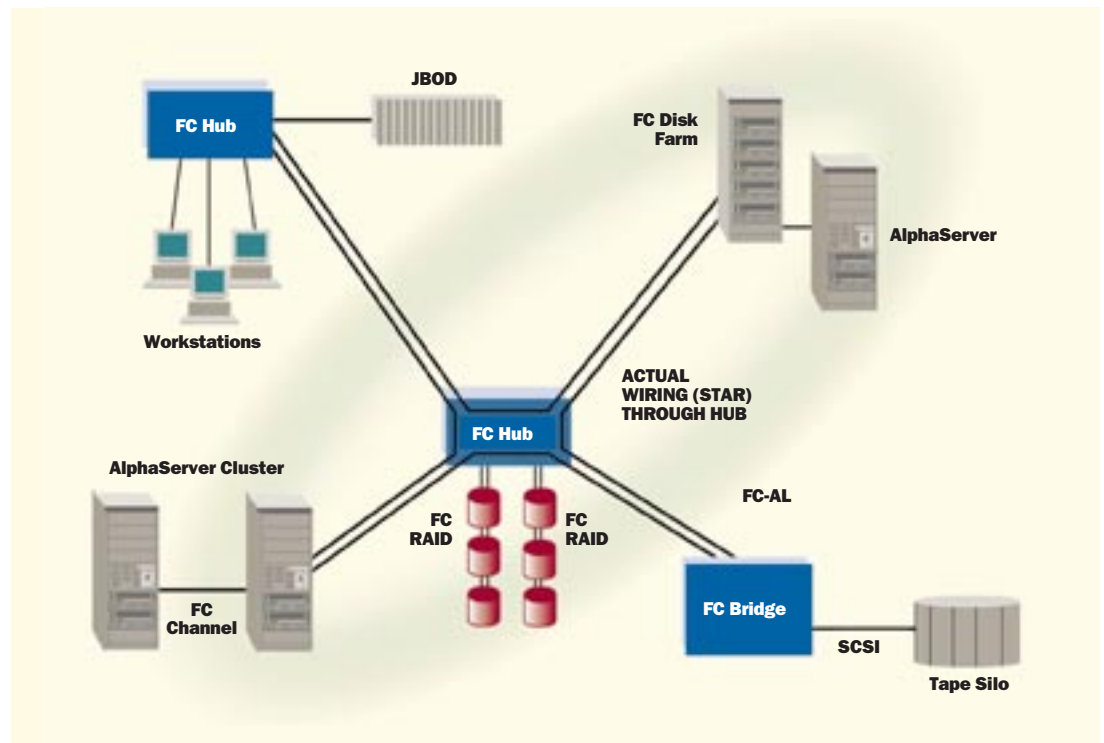 JBOD
FC Hub
FC Disk
Farm
AlphaServer
Workstations
ACTUAL
WIRING (STAR)
THROUGH HUB
FC Hub
AlphaServer Cluster
FC-AL
FC
RAID
FC
RAID
FC
Channel
FC Bridge
SCSI
Tape Silo